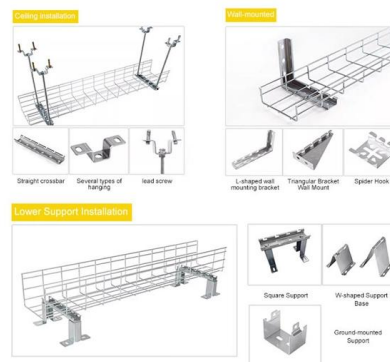 Ceiling installation
Wall-mounted
Straight crossbar
Several types of
hanging
lead screw
L-shaped wall
mounting bracket
Triangular Bracket
Wall Mount
Spider Hook
Lower Support Installation
Square Support
W-shaped Support
Base
Ground-mounted
Support